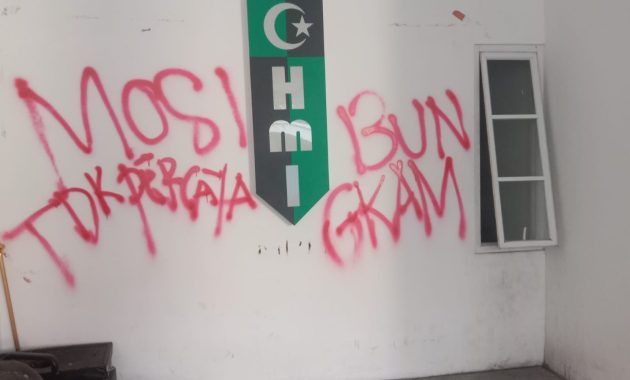 MOSI
TDK PERCAYA
HMI
BUN
GKAM